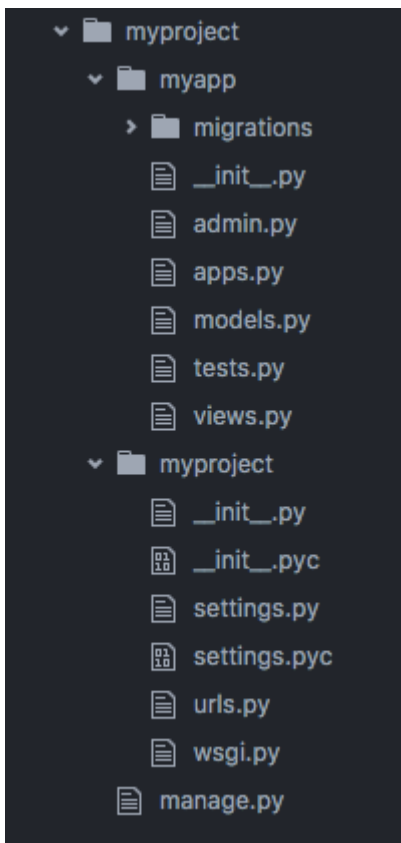 myproject
myapp
migrations
__init__.py
admin.py
apps.py
models.py
tests.py
views.py
myproject
__init__.py
__init__.pyc
settings.py
settings.pyc
urls.py
wsgi.py
manage.py